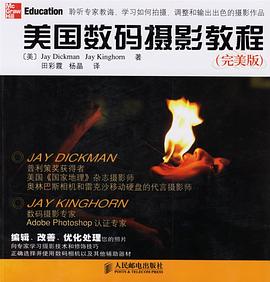 Mc
Graw
Hill Education 聆听专家教诲，学习如何拍摄、调整和输出出色的摄影作品
美国数码摄影教程
(完美版)
〔美〕Jay Dickman Jay Kinghorn 著
田彩霞 杨晶 译
JAY DICKMAN
普利策奖获得者
美国《国家地理》杂志摄影师
奥林巴斯相机和雷克沙移动硬盘的代言摄影师
JAY KINGHORN
数码摄影专家
Adobe Photoshop 认证专家
编辑、改善、优化处理您的照片
向专家学习摄影技术和修饰技巧
正确选择并使用数码相机以及其他辅助器材
人民邮电出版社